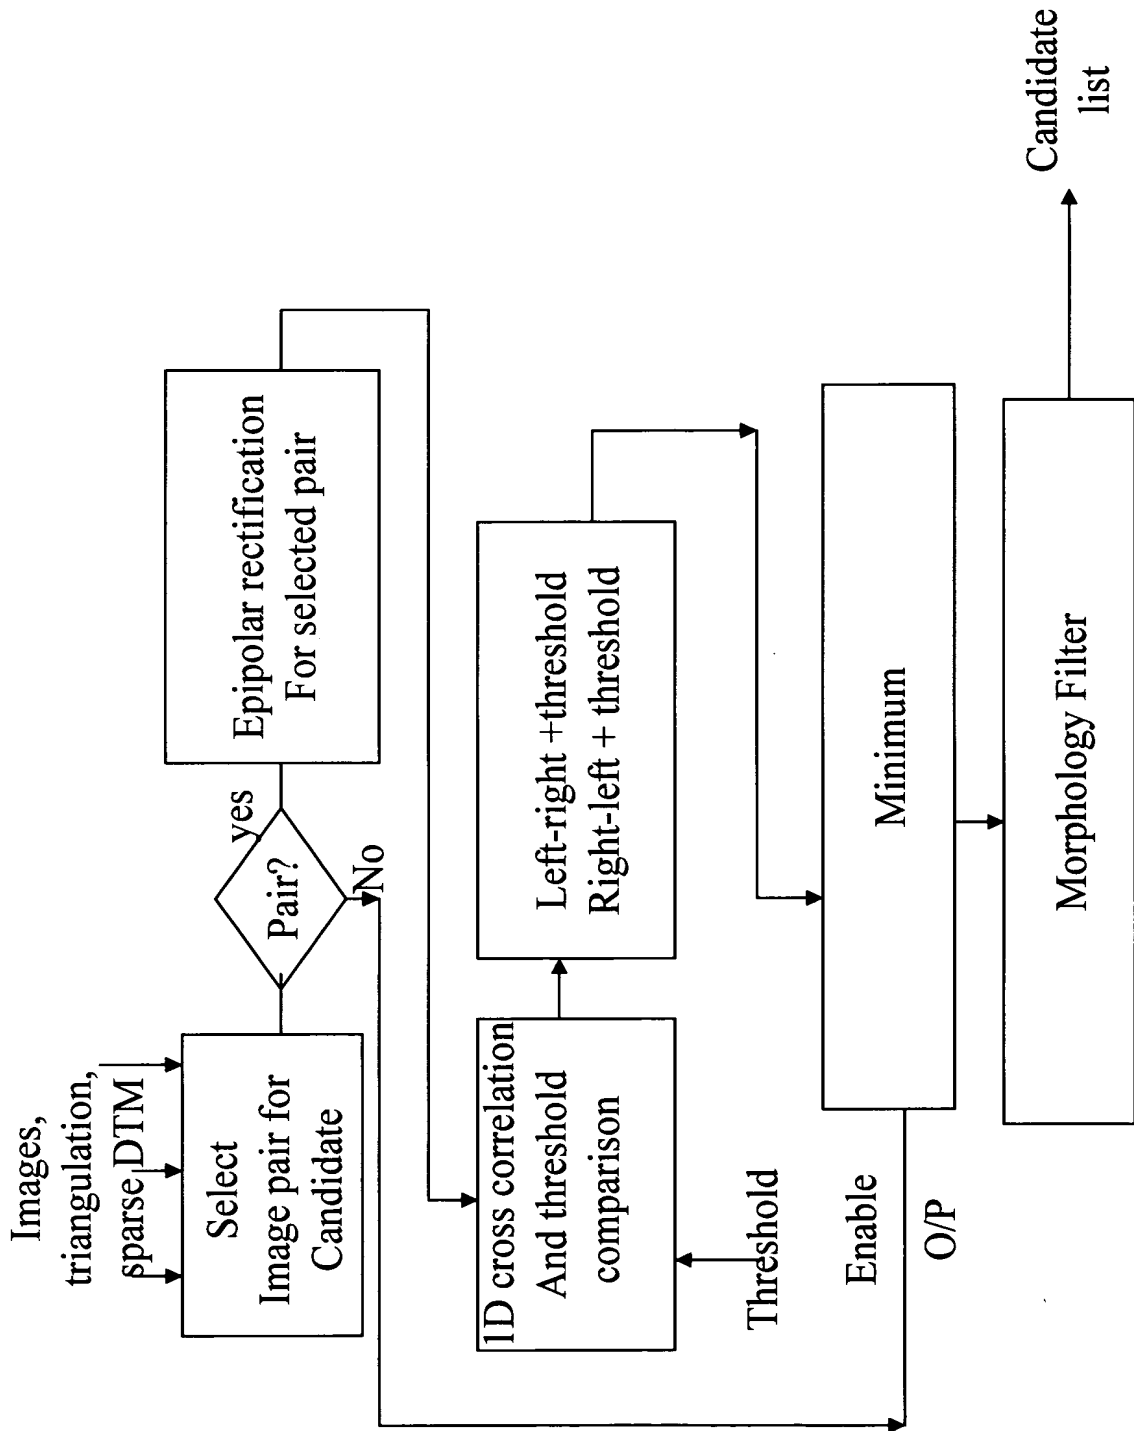 Images,
triangulation,
sparse DTM
Select
Image pair for
Candidate
Pair?
yes
No
Epipolar rectification
For selected pair
1D cross correlation
And threshold
comparison
Threshold
Left-right +threshold
Right-left + threshold
Enable
O/P
Minimum
Morphology Filter
Candidate
list